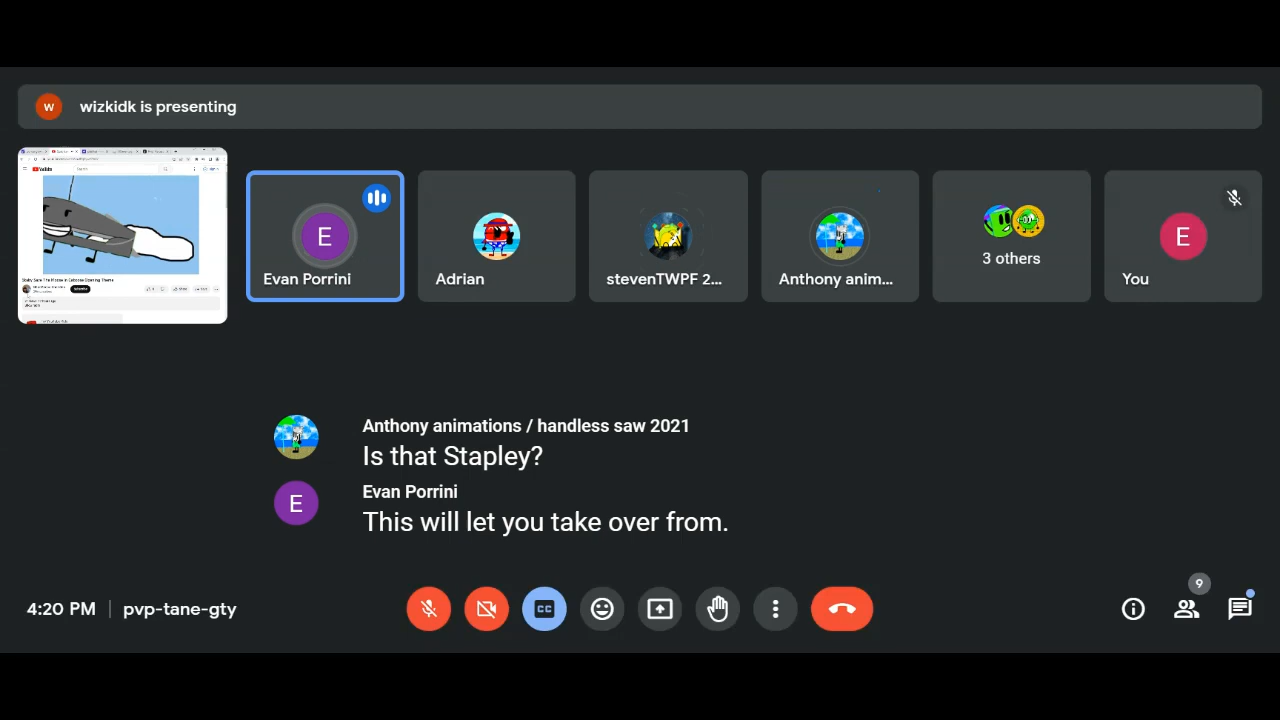 W
wizkidk is presenting
E
Evan Porrini
Adrian
stevenTWPF 2...
Anthony anim...
3 others
E
You
Anthony animations / handless saw 2021
Is that Stapley?
E
Evan Porrini
This will let you take over from.
4:20 PM | pvp-tane-gty
CC
9